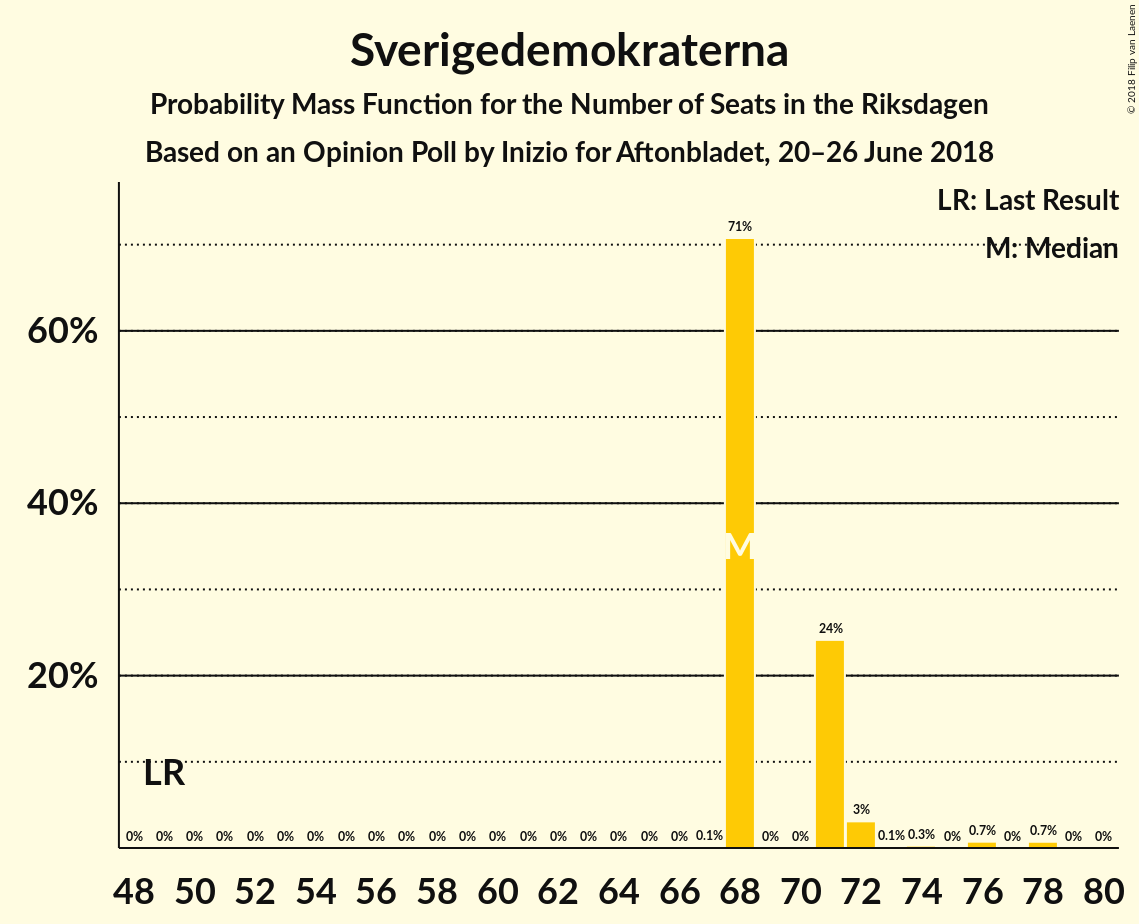 Sverigedemokraterna
Probability Mass Function for the Number of Seats in the Riksdagen
Based on an Opinion Poll by Inizio for Aftonbladet, 20–26 June 2018
© 2018 Filip van Laenen
LR: Last Result
M: Median
60%
40%
20%
71%
M
24%
LR
3%
0% 0% 0% 0% 0% 0% 0% 0% 0% 0% 0% 0% 0% 0% 0% 0% 0% 0% 0% 0.1% 0% 0% 0.1% 0.3% 0% 0.7% 0% 0.7% 0% 0%
48 50 52 54 56 58 60 62 64 66 68 70 72 74 76 78 80